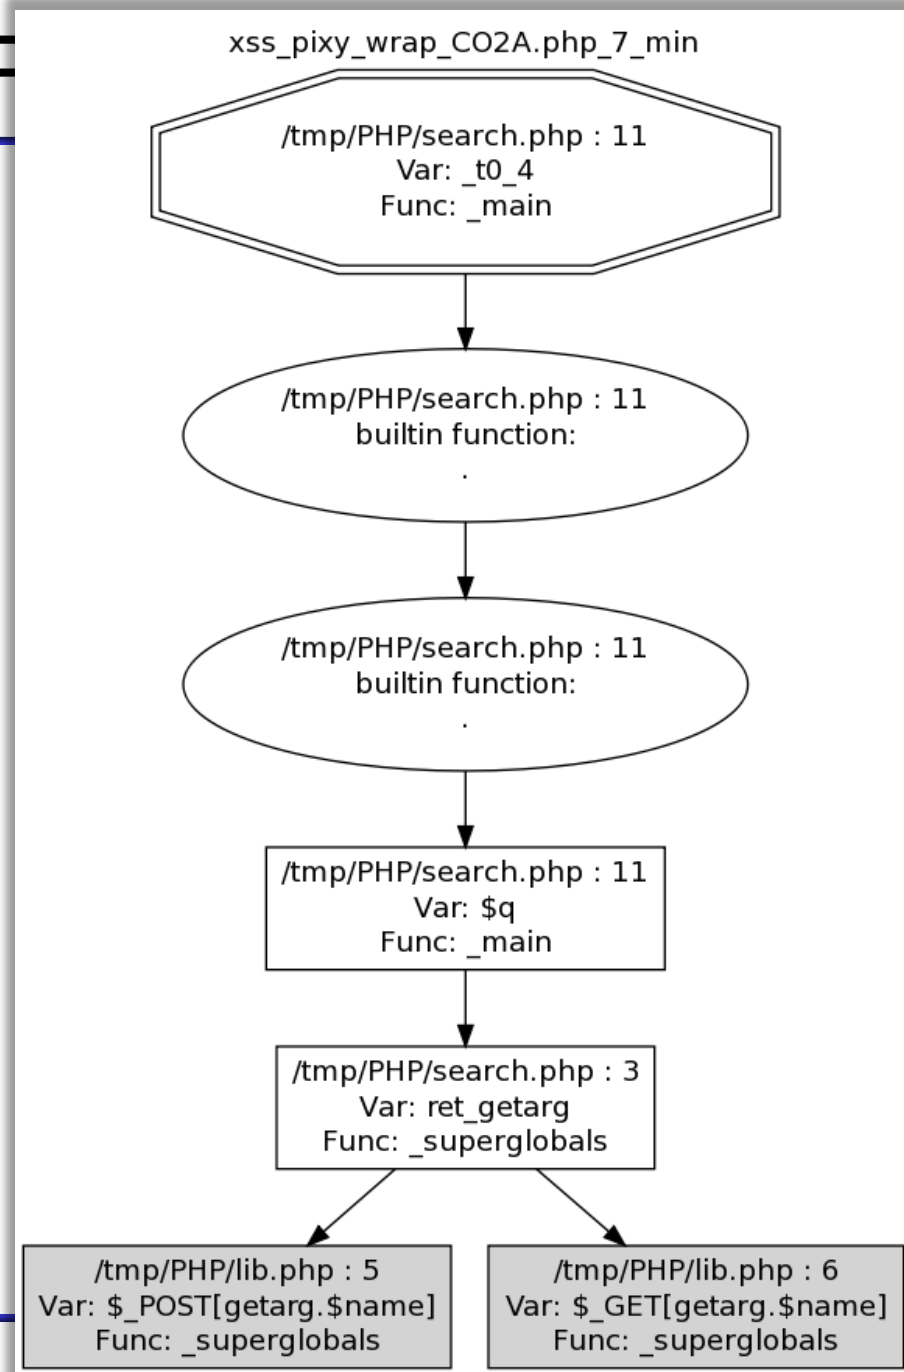 xss_pixy_wrap_CO2A.php_7_min
/tmp/PHP/search.php : 11
Var: _t0_4
Func: _main
/tmp/PHP/search.php : 11
builtin function:
.
/tmp/PHP/search.php : 11
builtin function:
.
/tmp/PHP/search.php : 11
Var: $q
Func: _main
/tmp/PHP/search.php : 3
Var: ret_getarg
Func: _superglobals
/tmp/PHP/lib.php : 5
Var: $_POST[getarg.$name]
Func: _superglobals
/tmp/PHP/lib.php : 6
Var: $_GET[getarg.$name]
Func: _superglobals